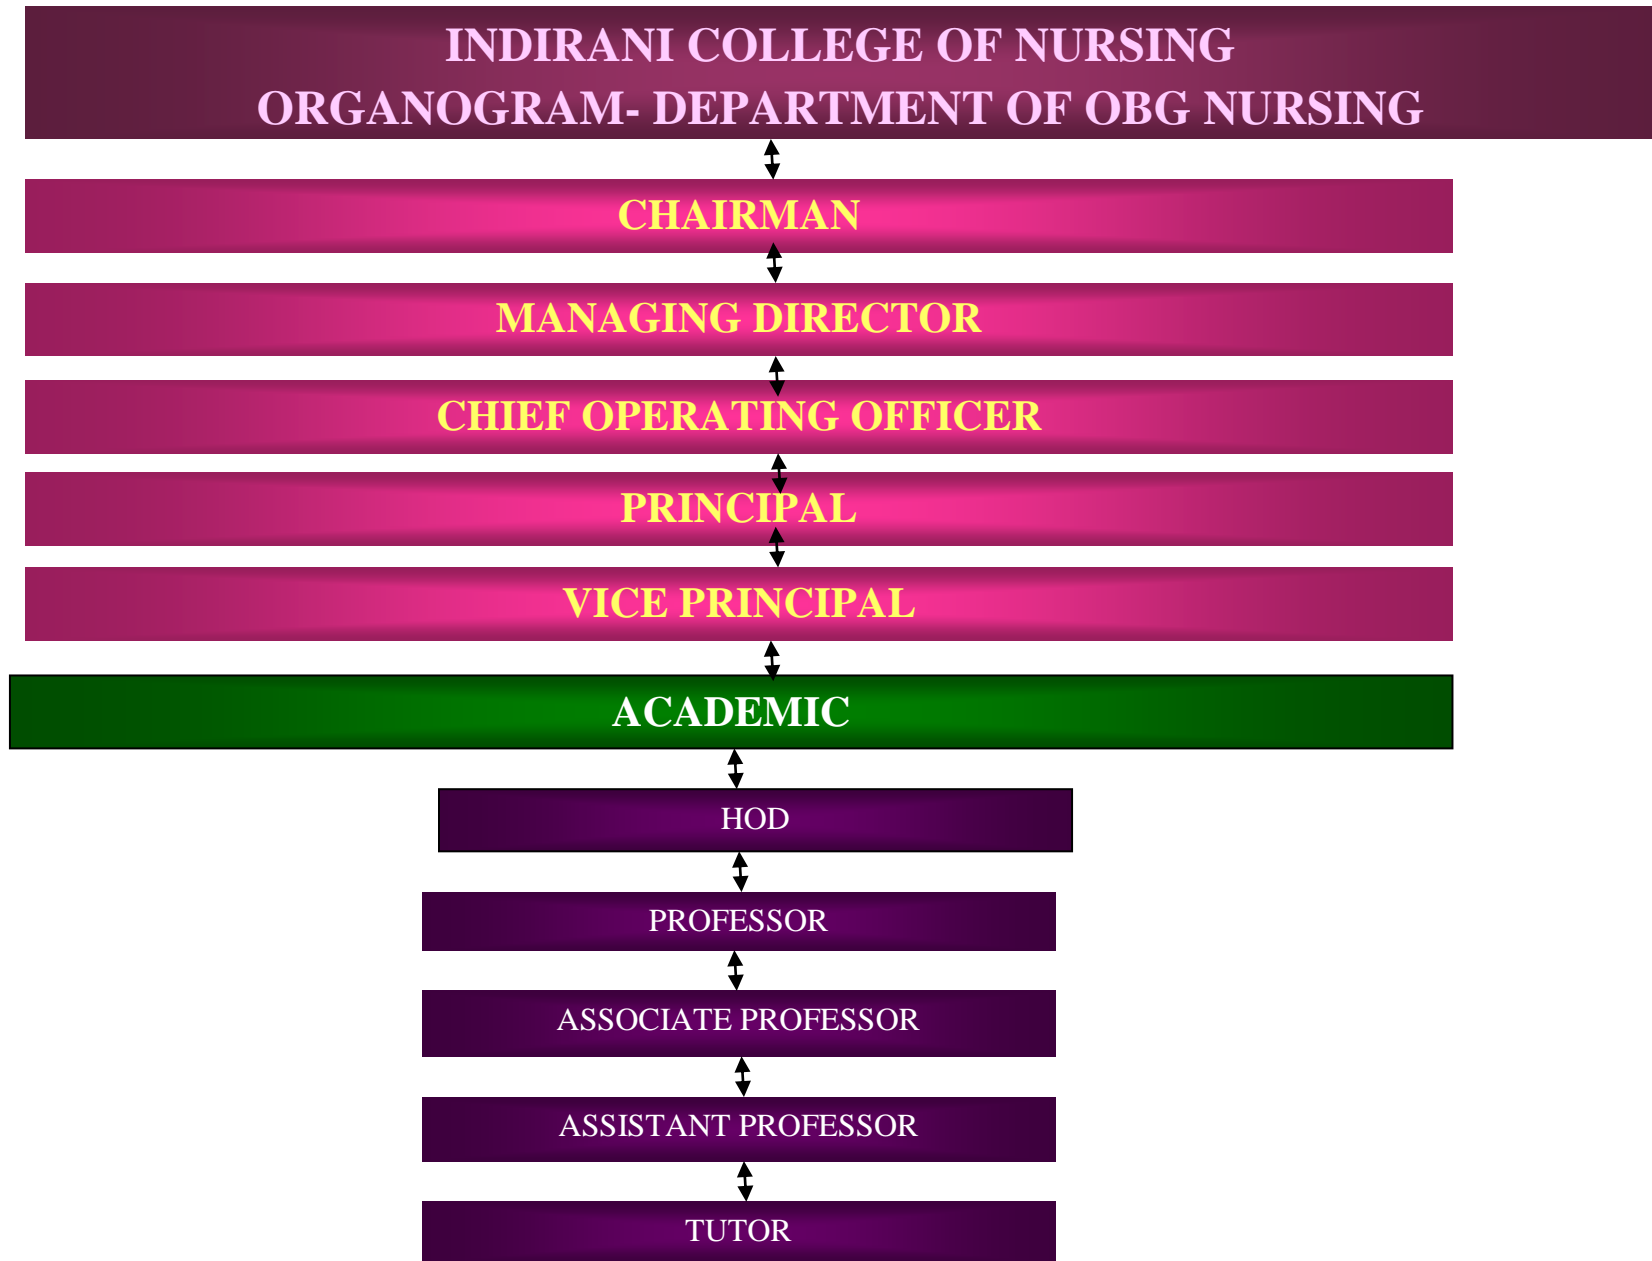 INDIRANI COLLEGE OF NURSING
ORGANOGRAM- DEPARTMENT OF OBG NURSING
CHAIRMAN
MANAGING DIRECTOR
CHIEF OPERATING OFFICER
PRINCIPAL
VICE PRINCIPAL
ACADEMIC
HOD
PROFESSOR
ASSOCIATE PROFESSOR
ASSISTANT PROFESSOR
TUTOR